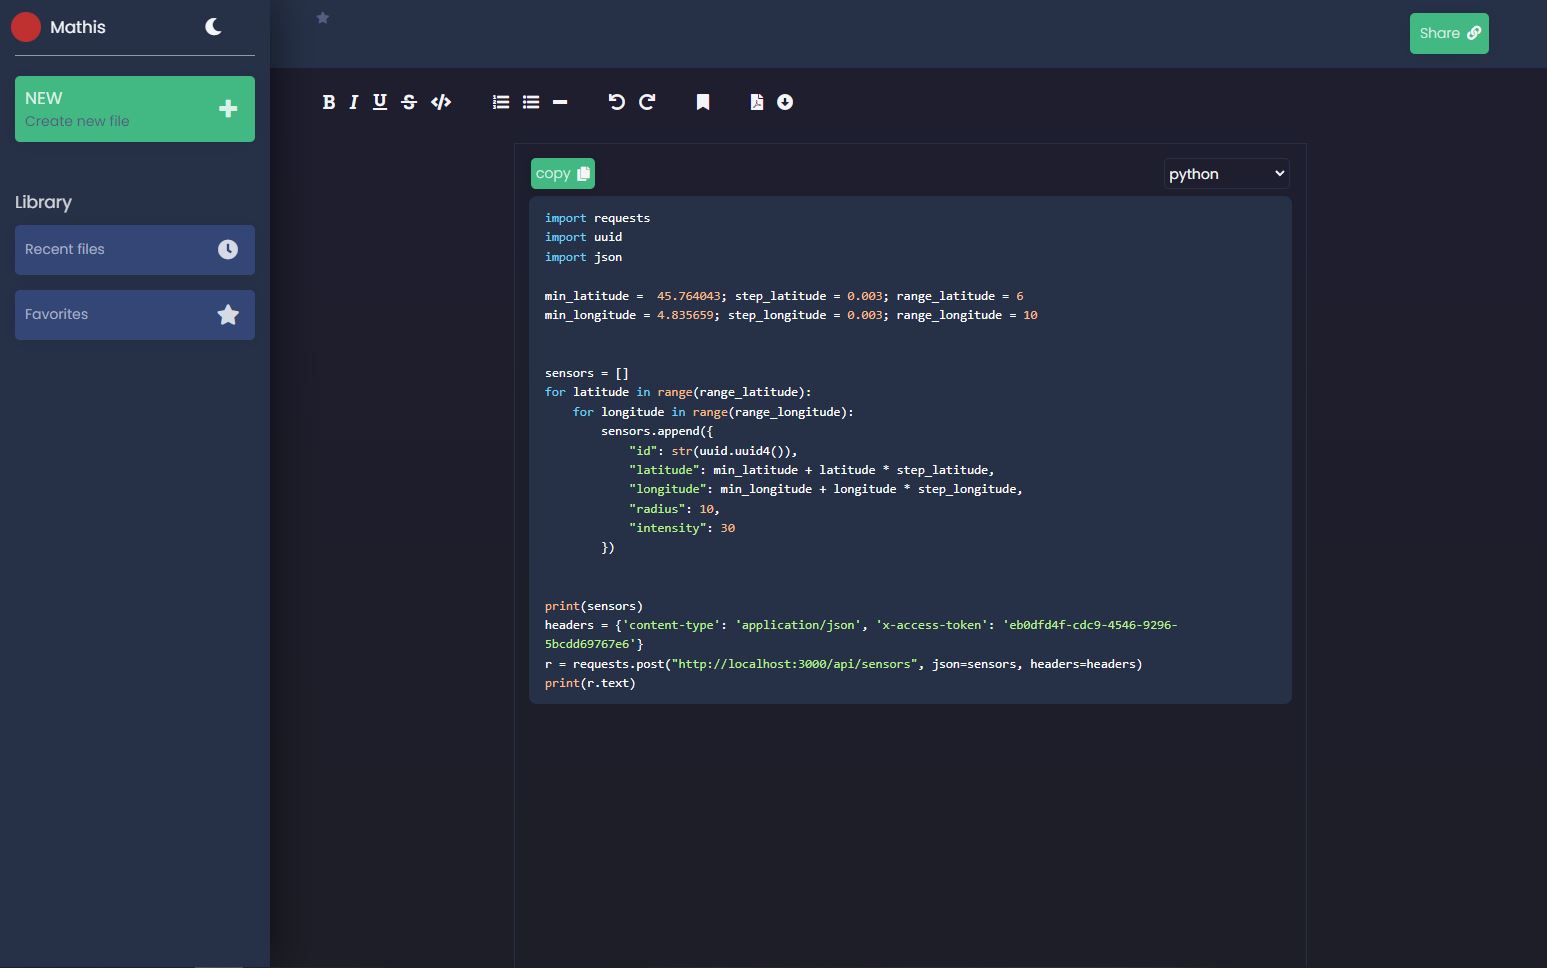 Mathis
Share
NEW
Create new file
Library
Recent files
Favorites
B I U S </>
copy
python
import requests
import uuid
import json
min_latitude =  45.764043; step_latitude = 0.003; range_latitude = 6
min_longitude = 4.835659; step_longitude = 0.003; range_longitude = 10
sensors = []
for latitude in range(range_latitude):
    for longitude in range(range_longitude):
        sensors.append({
            "id": str(uuid.uuid4()),
            "latitude": min_latitude + latitude * step_latitude,
            "longitude": min_longitude + longitude * step_longitude,
            "radius": 10,
            "intensity": 30
        })
print(sensors)
headers = {'content-type': 'application/json', 'x-access-token': 'eb0dfd4f-cdc9-4546-9296-
5bcdd69767e6'}
r = requests.post("http://localhost:3000/api/sensors", json=sensors, headers=headers)
print(r.text)